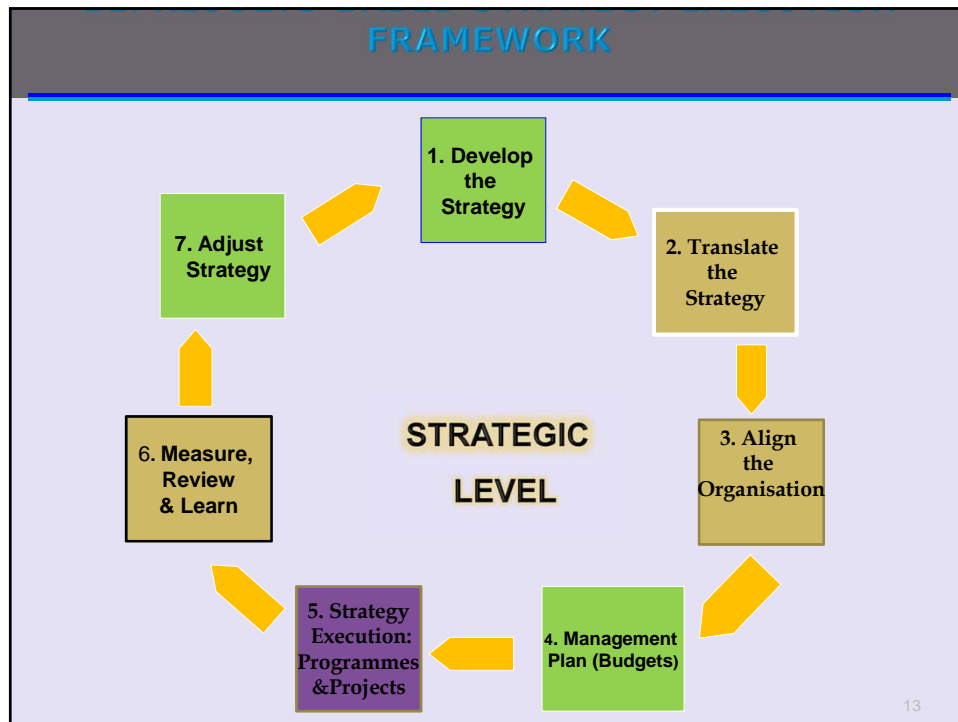 FRAMEWORK
1. Develop
the
Strategy
2. Translate
the
Strategy
3. Align
the
Organisation
4. Management
Plan (Budgets)
5. Strategy
Execution:
Programmes
&Projects
6. Measure,
Review
& Learn
7. Adjust
Strategy
STRATEGIC
LEVEL
13